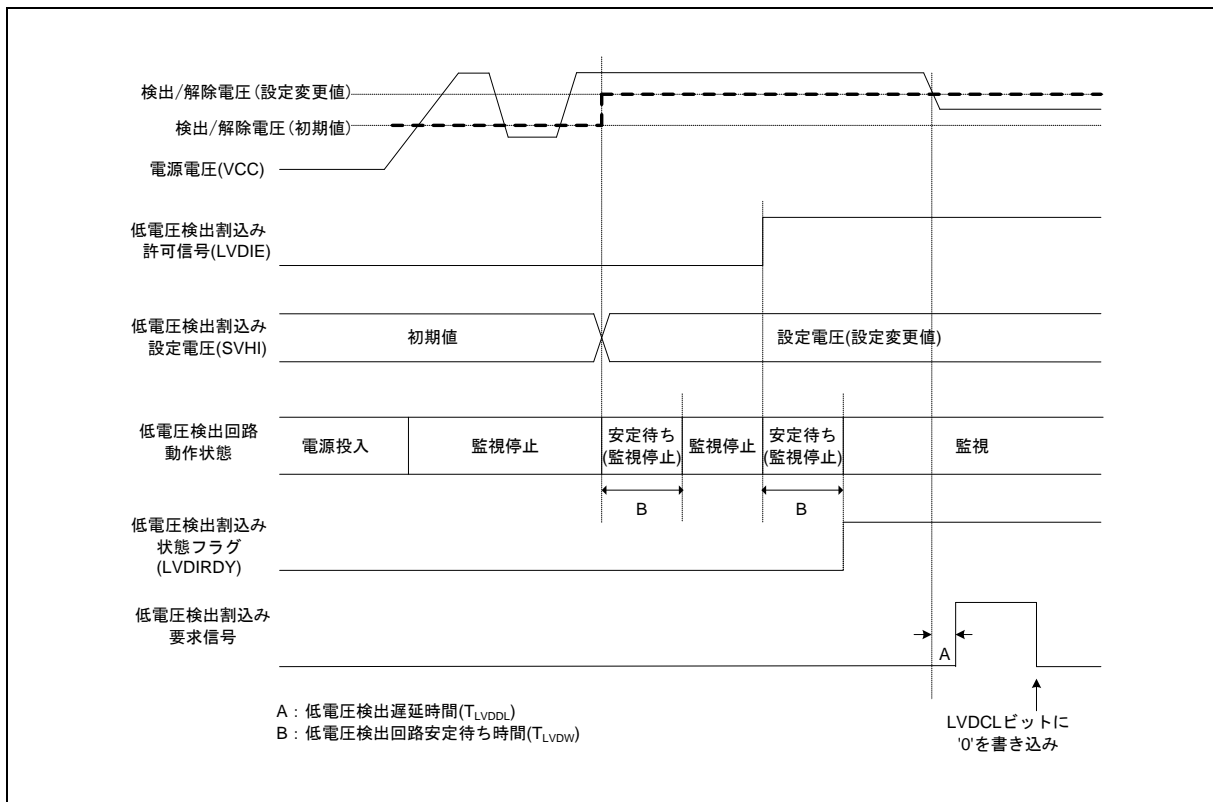 検出/解除電圧(設定変更値)
検出/解除電圧(初期値)
電源電圧(VCC)
低電圧検出割込み
許可信号(LVDIE)
低電圧検出割込み
設定電圧(SVHI)
初期値
設定電圧(設定変更値)
低電圧検出回路
動作状態
電源投入
監視停止
安定待ち
(監視停止)
監視停止
安定待ち
(監視停止)
監視
B
B
低電圧検出割込み
状態フラグ
(LVDIRDY)
低電圧検出割込み
要求信号
A
A：低電圧検出遅延時間(TLVDDL)
B：低電圧検出回路安定待ち時間(TLVDW)
LVDCLビットに
'0'を書き込み